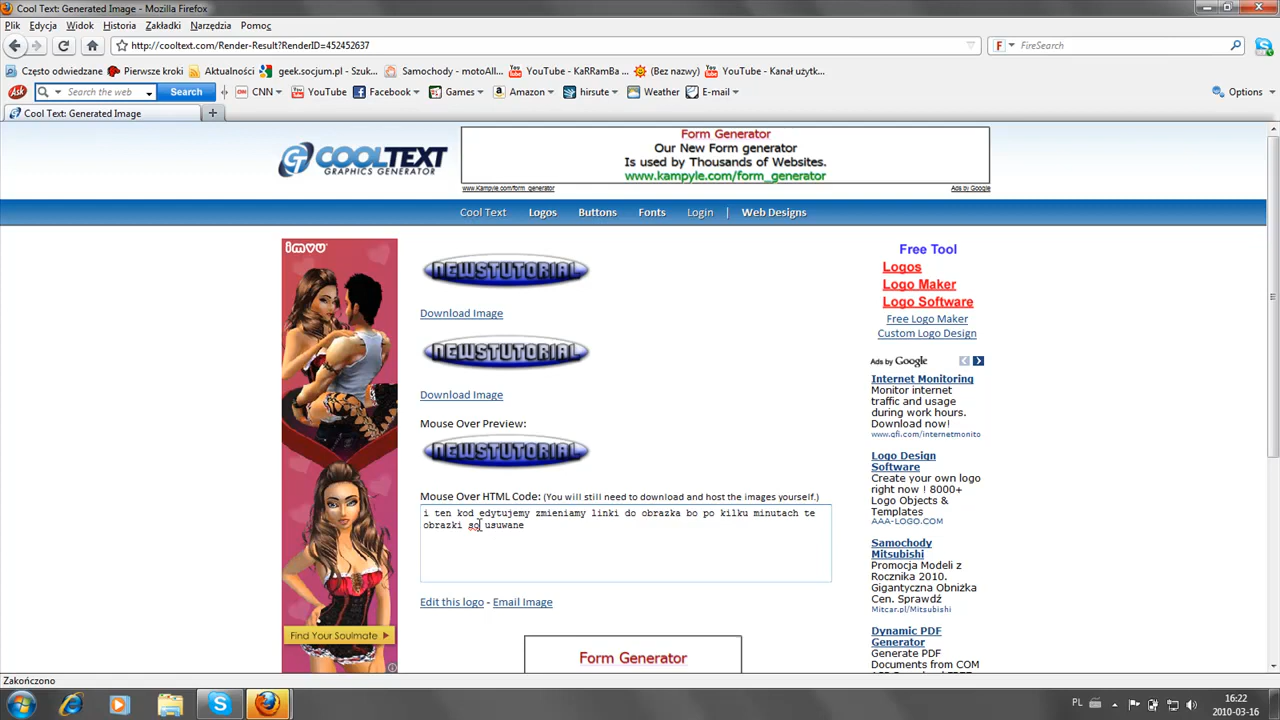 Cool Text: Generated Image - Mozilla Firefox
Plik Edycja Widok Historia Zakładki Narzędzia Pomoc
http://cooltext.com/Render-Result?RenderID=452452637
FireSearch
Często odwiedzane Pierwsze kroki Aktualności geek.socjum.pl - Szuk... Samochody - motoAll... YouTube - KaRRamBa ... (Bez nazwy) YouTube - Kanał użytk...
Ask Search the web Search CNN YouTube Facebook Games Amazon hirsute Weather E-mail Options
Cool Text: Generated Image
COOLTEXT
GRAPHICS GENERATOR
Form Generator
Our New Form generator
Is used by Thousands of Websites.
www.kampyle.com/form_generator
www.Kampyle.com/form_generator Ads by Google
Cool Text Logos Buttons Fonts Login | Web Designs
imvu
Find Your Soulmate
NEWSTUTORIAL
Download Image
NEWSTUTORIAL
Download Image
Mouse Over Preview:
NEWSTUTORIAL
Mouse Over HTML Code: (You will still need to download and host the images yourself.)
i ten kod edytujemy zmieniamy linki do obrazka bo po kilku minutach te
obrazki so usuwane
Edit this logo - Email Image
Form Generator
Free Tool
Logos
Logo Maker
Logo Software
Free Logo Maker
Custom Logo Design
Ads by Google
Internet Monitoring
Monitor internet
traffic and usage
during work hours.
Download now!
www.gfi.com/internetmonito
Logo Design
Software
Create your own logo
right now ! 8000+
Logo Objects &
Templates
AAA-LOGO.COM
Samochody
Mitsubishi
Promocja Modeli z
Rocznika 2010.
Gigantyczna Obniżka
Cen. Sprawdź
Mitcar.pl/Mitsubishi
Dynamic PDF
Generator
Generate PDF
Documents from COM
Zakończono
PL
16:22
2010-03-16